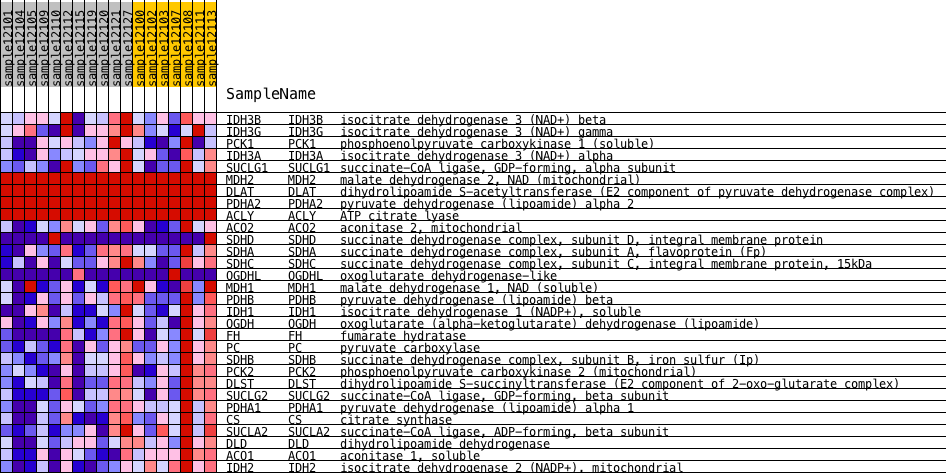 sample12101
sample12104
sample12105
sample12109
sample12110
sample12112
sample12115
sample12119
sample12120
sample12121
sample12127
sample12100
sample12102
sample12103
sample12107
sample12108
sample12111
sample12113
SampleName
IDH3B IDH3B isocitrate dehydrogenase 3 (NAD+) beta
IDH3G IDH3G isocitrate dehydrogenase 3 (NAD+) gamma
PCK1 PCK1 phosphoenolpyruvate carboxykinase 1 (soluble)
IDH3A IDH3A isocitrate dehydrogenase 3 (NAD+) alpha
SUCLG1 SUCLG1 succinate-CoA ligase, GDP-forming, alpha subunit
MDH2 MDH2 malate dehydrogenase 2, NAD (mitochondrial)
DLAT DLAT dihydrolipoamide S-acetyltransferase (E2 component of pyruvate dehydrogenase complex)
PDHA2 PDHA2 pyruvate dehydrogenase (lipoamide) alpha 2
ACLY ACLY ATP citrate lyase
ACO2 ACO2 aconitase 2, mitochondrial
SDHD SDHD succinate dehydrogenase complex, subunit D, integral membrane protein
SDHA SDHA succinate dehydrogenase complex, subunit A, flavoprotein (Fp)
SDHC SDHC succinate dehydrogenase complex, subunit C, integral membrane protein, 15kDa
OGDHL OGDHL oxoglutarate dehydrogenase-like
MDH1 MDH1 malate dehydrogenase 1, NAD (soluble)
PDHB PDHB pyruvate dehydrogenase (lipoamide) beta
IDH1 IDH1 isocitrate dehydrogenase 1 (NADP+), soluble
OGDH OGDH oxoglutarate (alpha-ketoglutarate) dehydrogenase (lipoamide)
FH FH fumarate hydratase
PC PC pyruvate carboxylase
SDHB SDHB succinate dehydrogenase complex, subunit B, iron sulfur (Ip)
PCK2 PCK2 phosphoenolpyruvate carboxykinase 2 (mitochondrial)
DLST DLST dihydrolipoamide S-succinyltransferase (E2 component of 2-oxo-glutarate complex)
SUCLG2 SUCLG2 succinate-CoA ligase, GDP-forming, beta subunit
PDHA1 PDHA1 pyruvate dehydrogenase (lipoamide) alpha 1
CS CS citrate synthase
SUCLA2 SUCLA2 succinate-CoA ligase, ADP-forming, beta subunit
DLD DLD dihydrolipoamide dehydrogenase
ACO1 ACO1 aconitase 1, soluble
IDH2 IDH2 isocitrate dehydrogenase 2 (NADP+), mitochondrial